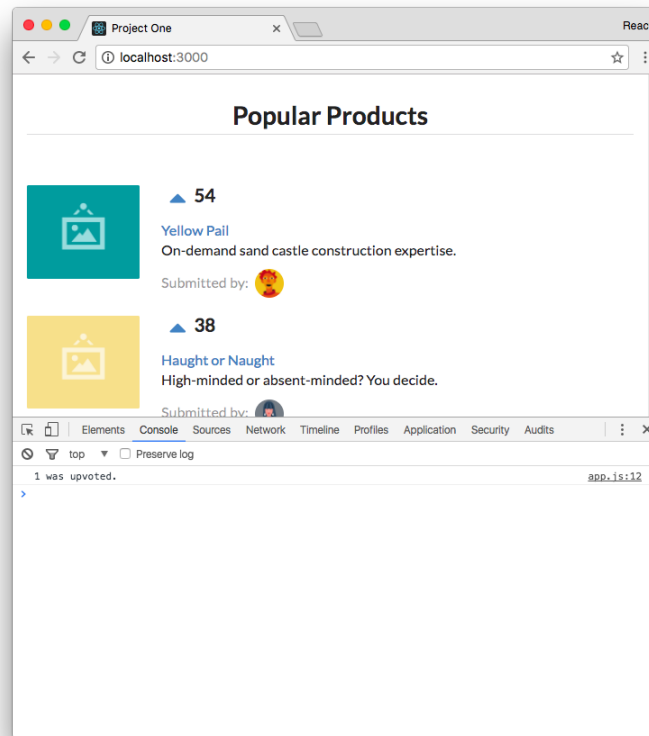 Project One
Reac
localhost:3000
Popular Products
54
Yellow Pail
On-demand sand castle construction expertise.
Submitted by:
38
Haught or Naught
High-minded or absent-minded? You decide.
Submitted by:
Elements Console Sources Network Timeline Profiles Application Security Audits
top Preserve log
1 was upvoted. app.js:12